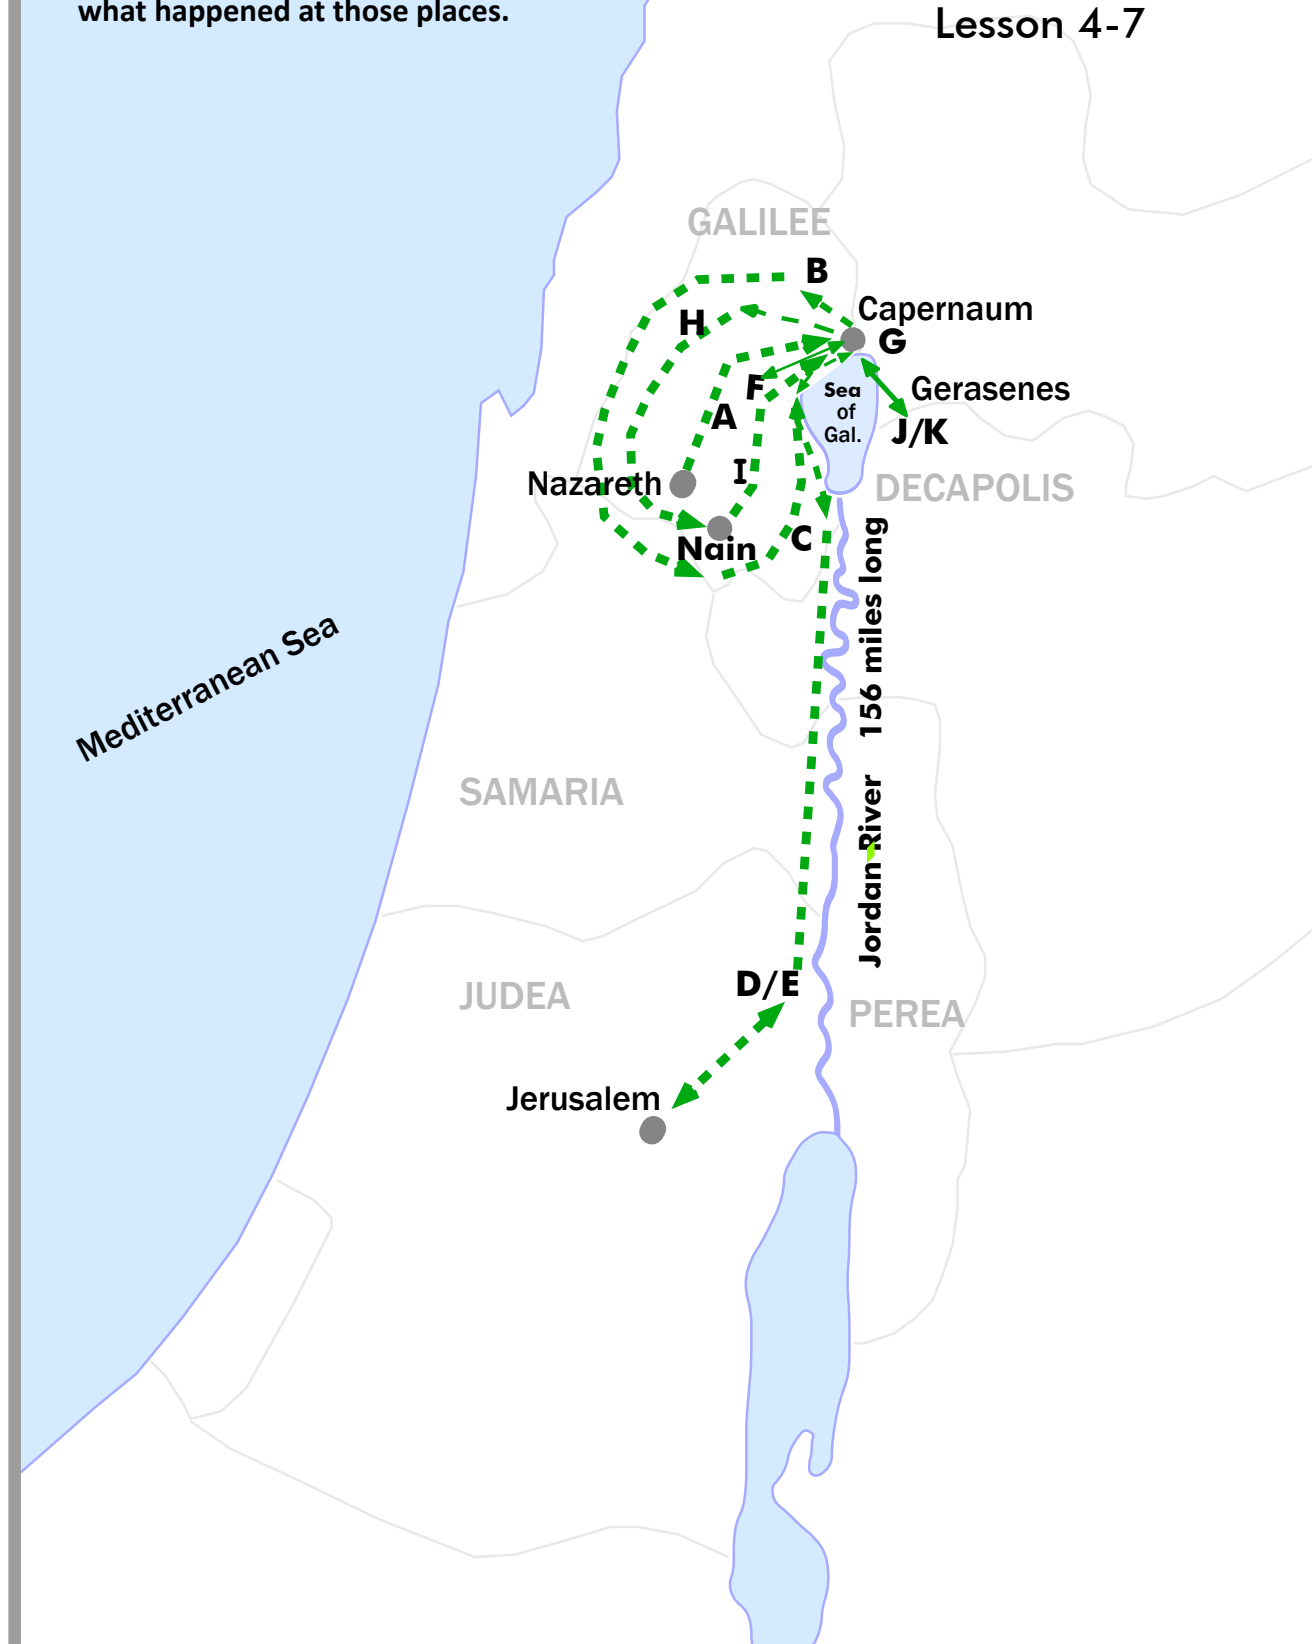 what happened at those places.
Lesson 4-7
GALILEE
B
Capernaum
H
G
F
Gerasenes
Sea
of
Gal.
A
J/K
I
Nazareth
DECAPOLIS
C
Nain
Jordan River 156 miles long
Mediterranean Sea
SAMARIA
D/E
JUDEA
PEREA
Jerusalem